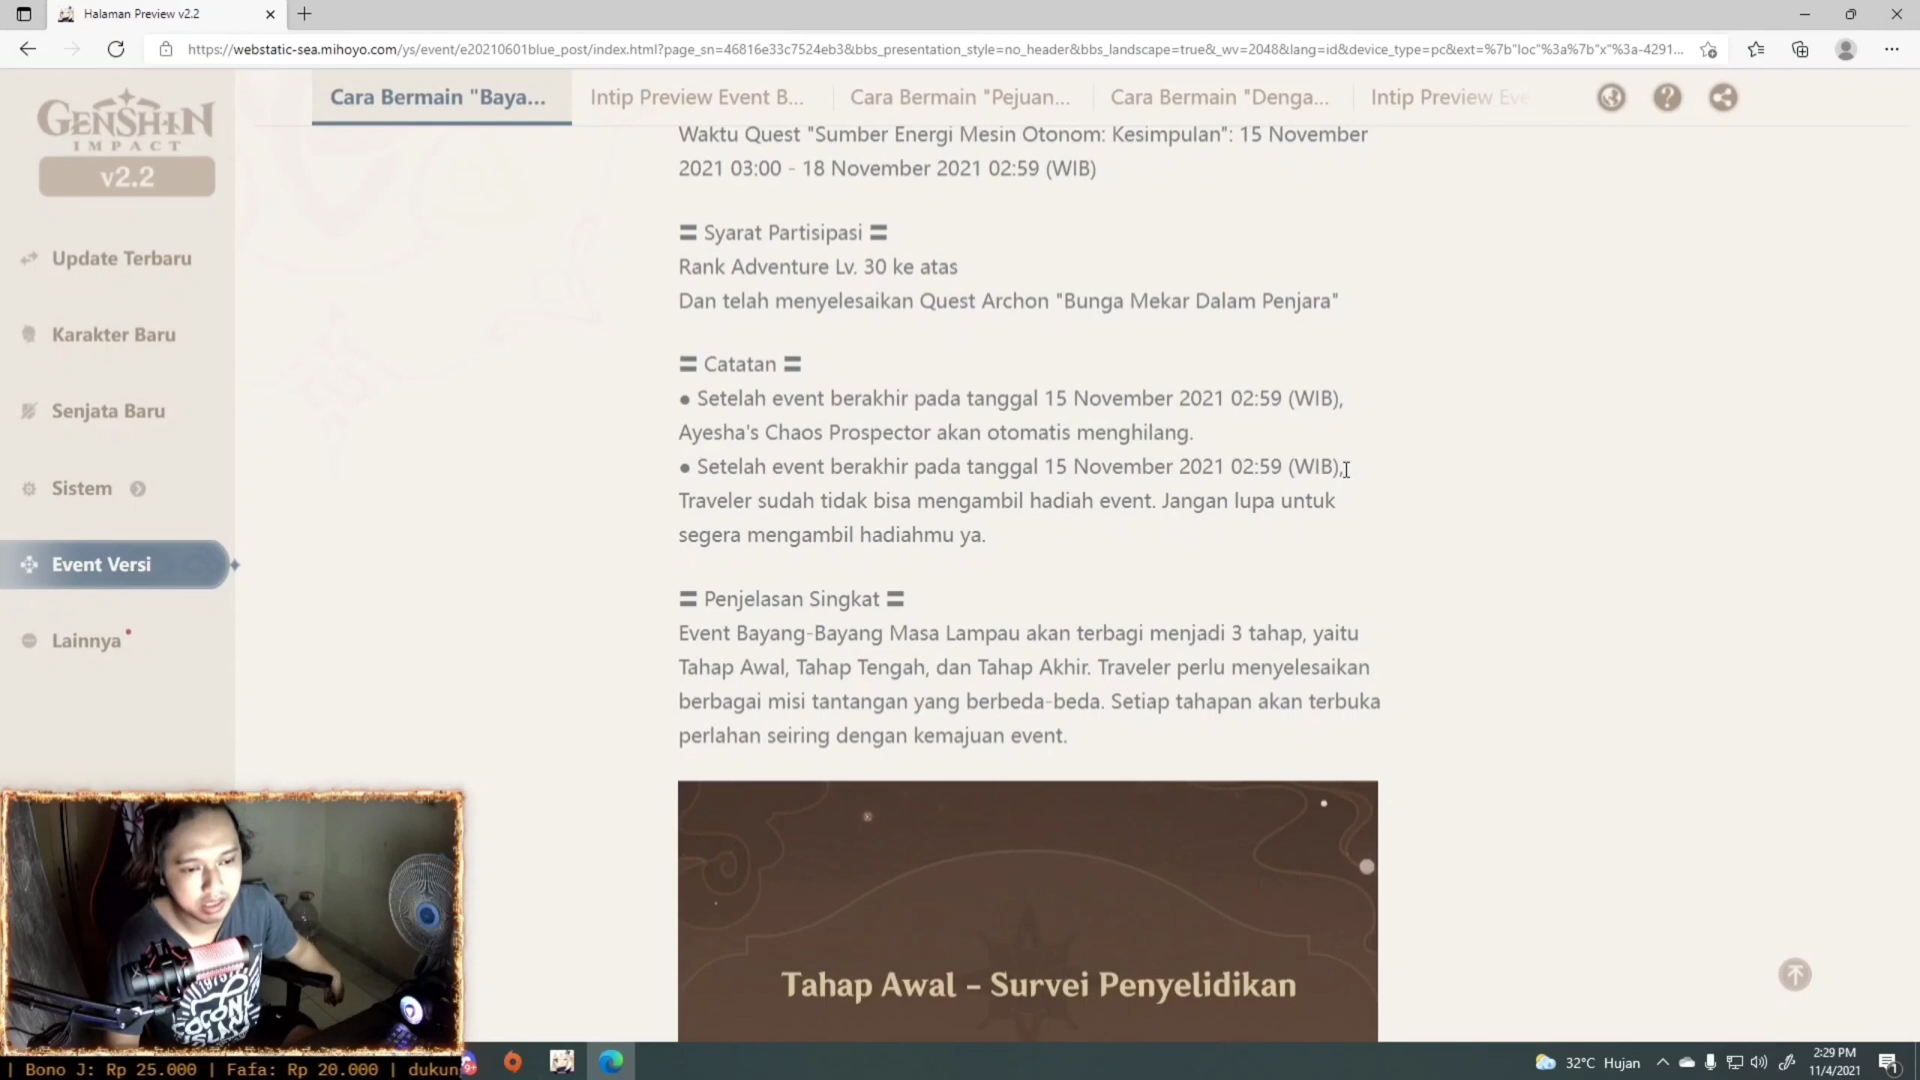 Halaman Preview v2.2
https://webstatic-sea.mihoyo.com/ys/event/e20210601blue_post/index.html?page_sn=46816e33c7524eb3&bbs_presentation_style=no_header&bbs_landscape=true&_wv=2048&lang=id&device_type=pc&ext=%7b"loc"%3a%7b"x"%3a-4291...
GENSHIN
IMPACT
v2.2
Cara Bermain "Baya...
Intip Preview Event B...
Cara Bermain "Pejuan...
Cara Bermain "Denga...
Intip Preview Eve
Update Terbaru
Karakter Baru
Senjata Baru
Sistem
Event Versi
Lainnya
Waktu Quest "Sumber Energi Mesin Otonom: Kesimpulan": 15 November
2021 03:00 - 18 November 2021 02:59 (WIB)
〓 Syarat Partisipasi 〓
Rank Adventure Lv. 30 ke atas
Dan telah menyelesaikan Quest Archon "Bunga Mekar Dalam Penjara"
〓 Catatan 〓
● Setelah event berakhir pada tanggal 15 November 2021 02:59 (WIB),
Ayesha's Chaos Prospector akan otomatis menghilang.
● Setelah event berakhir pada tanggal 15 November 2021 02:59 (WIB),
Traveler sudah tidak bisa mengambil hadiah event. Jangan lupa untuk
segera mengambil hadiahmu ya.
〓 Penjelasan Singkat 〓
Event Bayang-Bayang Masa Lampau akan terbagi menjadi 3 tahap, yaitu
Tahap Awal, Tahap Tengah, dan Tahap Akhir. Traveler perlu menyelesaikan
berbagai misi tantangan yang berbeda-beda. Setiap tahapan akan terbuka
perlahan seiring dengan kemajuan event.
Tahap Awal – Survei Penyelidikan
| Bono J: Rp 25.000 | Fafa: Rp 20.000 | dukun
32°C Hujan
2:29 PM
11/4/2021